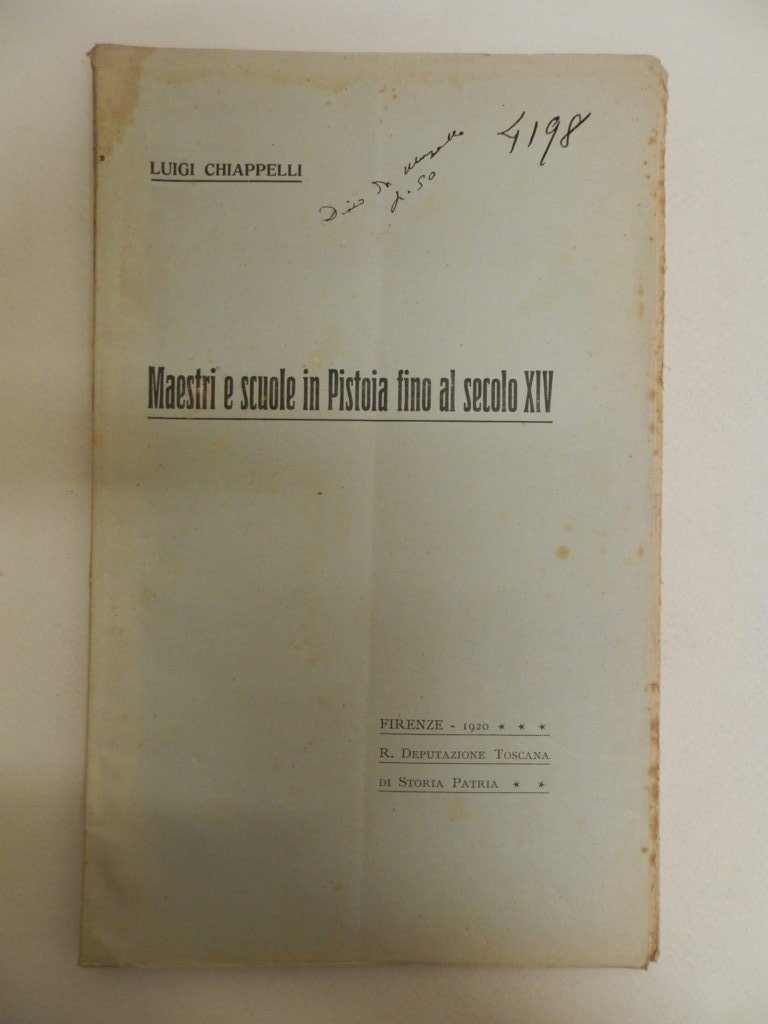 4198
LUIGI CHIAPPELLI
Maestri e scuole in Pistoia fino al secolo XIV
FIRENZE - 1920 * * *
R. DEPUTAZIONE TOSCANA
DI STORIA PATRIA * *